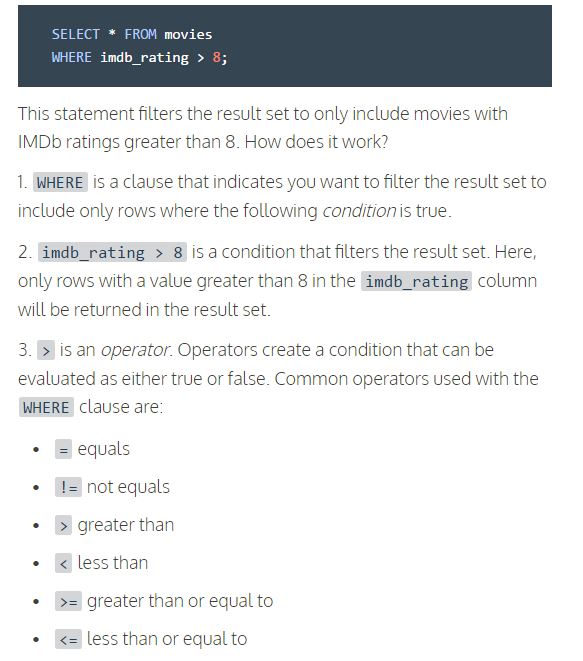 SELECT * FROM movies
WHERE imdb_rating > 8;
This statement filters the result set to only include movies with
IMDb ratings greater than 8. How does it work?
1. WHERE is a clause that indicates you want to filter the result set to
include only rows where the following condition is true.
2. imdb_rating > 8 is a condition that filters the result set. Here,
only rows with a value greater than 8 in the imdb_rating column
will be returned in the result set.
3. > is an operator. Operators create a condition that can be
evaluated as either true or false. Common operators used with the
WHERE clause are:
• = equals
• != not equals
• > greater than
• < less than
• >= greater than or equal to
• <= less than or equal to